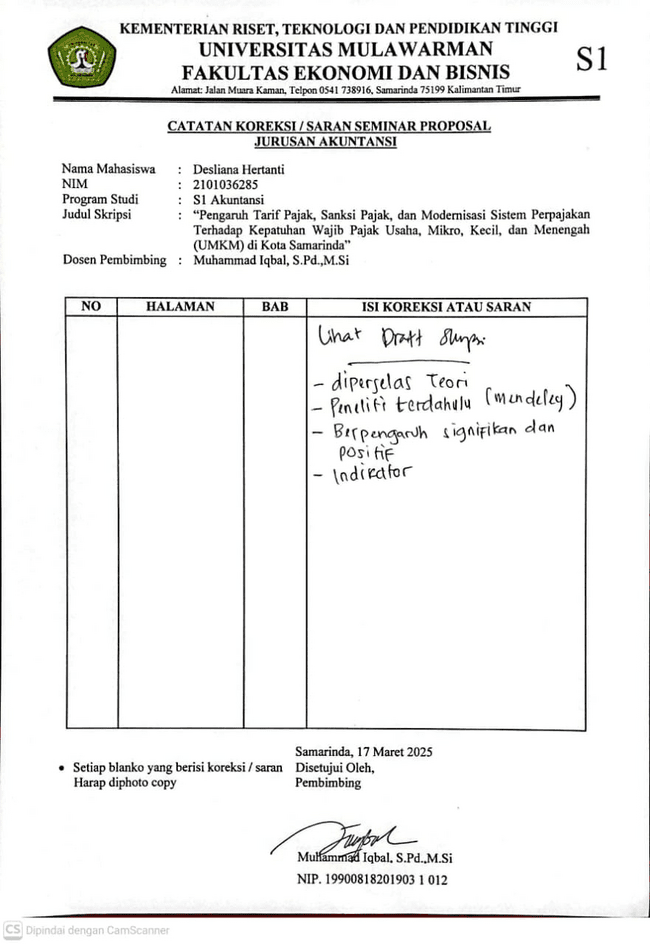 KEMENTERIAN RISET, TEKNOLOGI DAN PENDIDIKAN TINGGI
UNIVERSITAS MULAWARMAN
FAKULTAS EKONOMI DAN BISNIS
S1
Alamat: Jalan Muara Kaman, Telpon 0541 738916, Samarinda 75199 Kalimantan Timur
CATATAN KOREKSI / SARAN SEMINAR PROPOSAL
JURUSAN AKUNTANSI
Nama Mahasiswa : Desliana Hertanti
NIM : 2101036285
Program Studi : S1 Akuntansi
Judul Skripsi : “Pengaruh Tarif Pajak, Sanksi Pajak, dan Modernisasi Sistem Perpajakan
Terhadap Kepatuhan Wajib Pajak Usaha, Mikro, Kecil, dan Menengah
(UMKM) di Kota Samarinda”
Dosen Pembimbing : Muhammad Iqbal, S.Pd.,M.Si
NO HALAMAN BAB ISI KOREKSI ATAU SARAN
Lihat Draft
- diperjelas Teori
- Peneliti terdahulu (mendeley)
- Berpengaruh signifikan dan
positif
- Indikator
Samarinda, 17 Maret 2025
• Setiap blanko yang berisi koreksi / saran Disetujui Oleh,
Harap diphoto copy Pembimbing
Muhammad Iqbal, S.Pd.,M.Si
NIP. 19900818201903 1 012
CS Dipindai dengan CamScanner